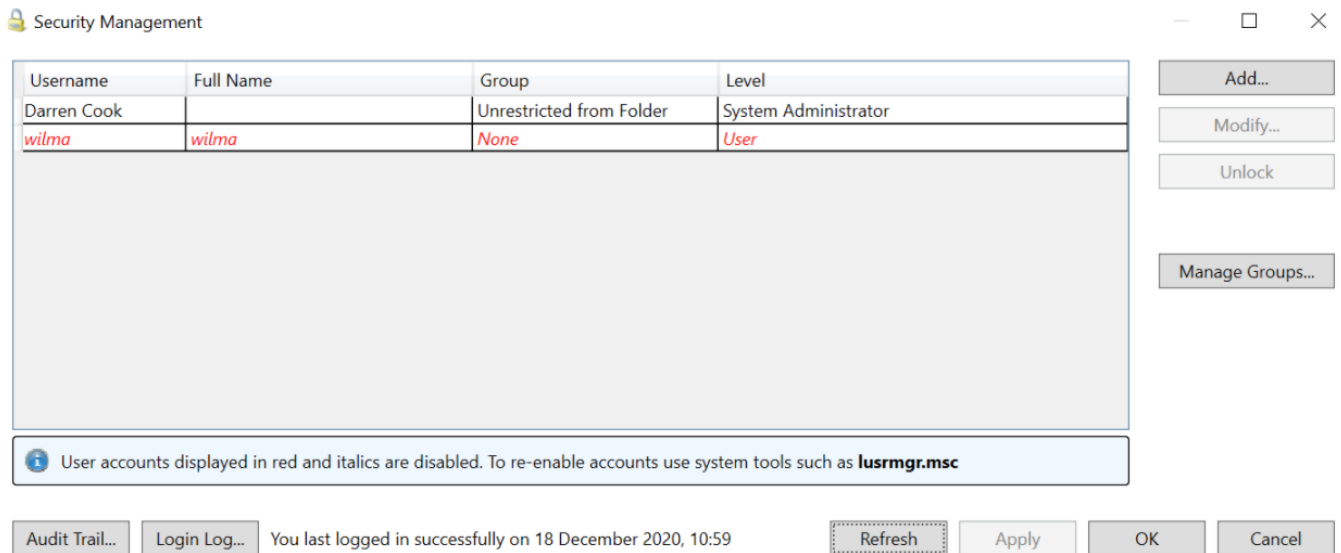 Security Management
Username Full Name Group Level
Darren Cook Unrestricted from Folder System Administrator
wilma wilma None User
Add...
Modify...
Unlock
Manage Groups...
User accounts displayed in red and italics are disabled. To re-enable accounts use system tools such as lusrmgr.msc
Audit Trail... Login Log... You last logged in successfully on 18 December 2020, 10:59 Refresh Apply OK Cancel